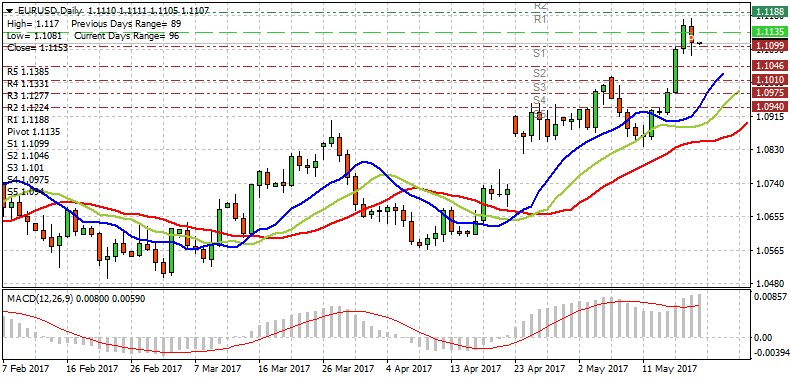 EURUSD,Daily 1.1110 1.1111 1.1105 1.1107
High= 1.117 Previous Days Range= 89
Low= 1.1081 Current Days Range= 96
Close= 1.1153
R5 1.1385
R4 1.1331
R3 1.1277
R2 1.1224
R1 1.1188
Pivot 1.1135
S1 1.1099
S2 1.1046
S3 1.101
S4 1.0975
S5 1.094
R2
R1
S1
S2
S3
S4
1.1188
1.1135
1.1099
1.1046
1.1010
1.0975
1.0940
1.0915
1.0830
1.0740
1.0655
1.0565
1.0480
MACD(12,26,9) 0.00800 0.00590
0.00857
0.00
-0.00394
7 Feb 2017 16 Feb 2017 26 Feb 2017 7 Mar 2017 16 Mar 2017 26 Mar 2017 4 Apr 2017 13 Apr 2017 23 Apr 2017 2 May 2017 11 May 2017